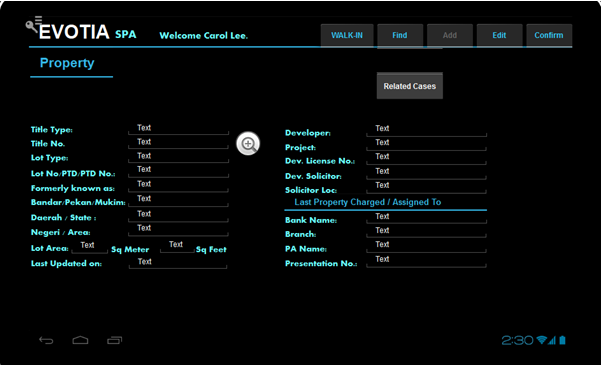 EVOTIA SPA Welcome Carol Lee. WALK-IN Find Add Edit Confirm
Property
Related Cases
Title Type: Text
Title No. Text
Lot Type: Text
Lot No/PTD/PTD No.: Text
Formerly known as: Text
Bandar/Pekan/Mukim: Text
Daerah / State : Text
Negeri / Area: Text
Lot Area: Text Sq Meter Text Sq Feet
Last Updated on: Text
Developer: Text
Project: Text
Dev. License No.: Text
Dev. Solicitor: Text
Solicitor Loc: Text
Last Property Charged / Assigned To
Bank Name: Text
Branch: Text
PA Name: Text
Presentation No.: Text
2:30